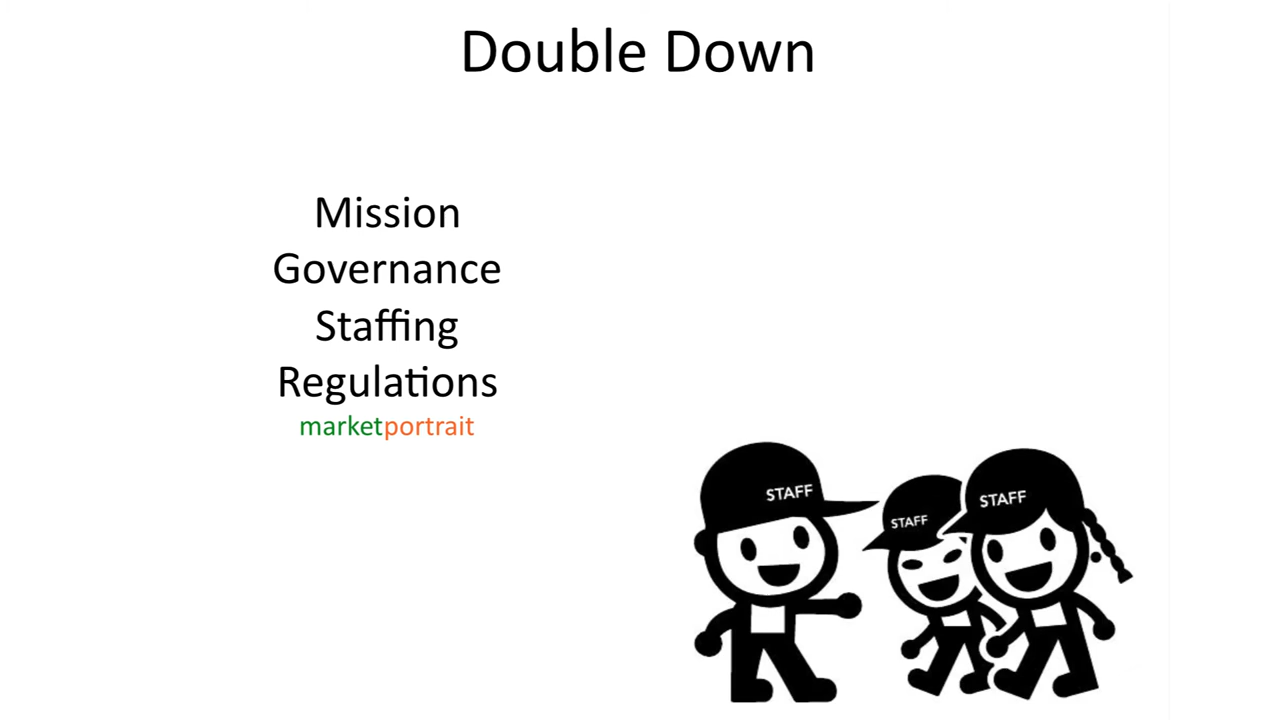 Double Down
Mission
Governance
Staffing
Regulations
marketportrait
STAFF
STAFF
STAFF